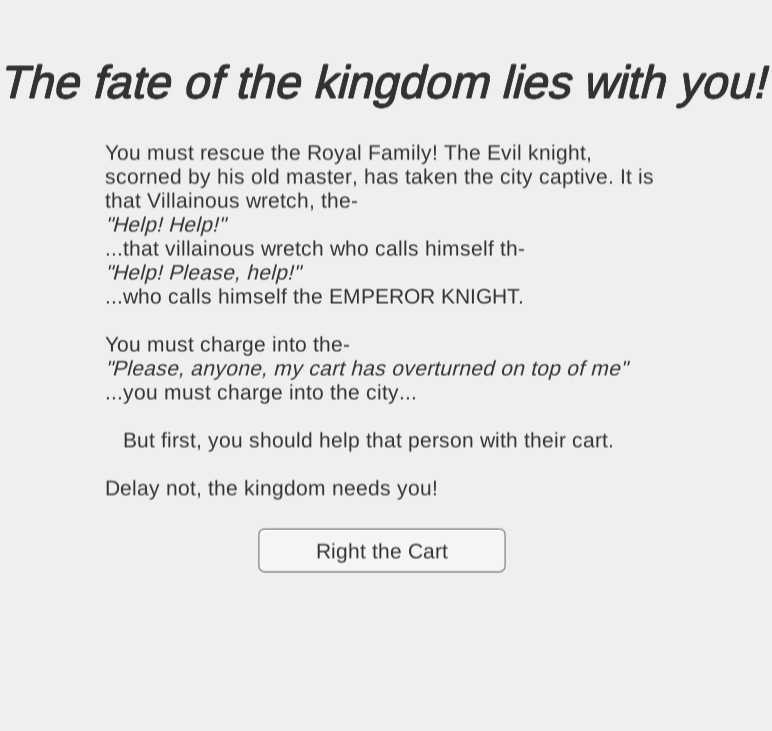 The fate of the kingdom lies with you!
You must rescue the Royal Family! The Evil knight,
scorned by his old master, has taken the city captive. It is
that Villainous wretch, the-
"Help! Help!"
...that villainous wretch who calls himself th-
"Help! Please, help!"
...who calls himself the EMPEROR KNIGHT.
You must charge into the-
"Please, anyone, my cart has overturned on top of me"
...you must charge into the city...
But first, you should help that person with their cart.
Delay not, the kingdom needs you!
Right the Cart